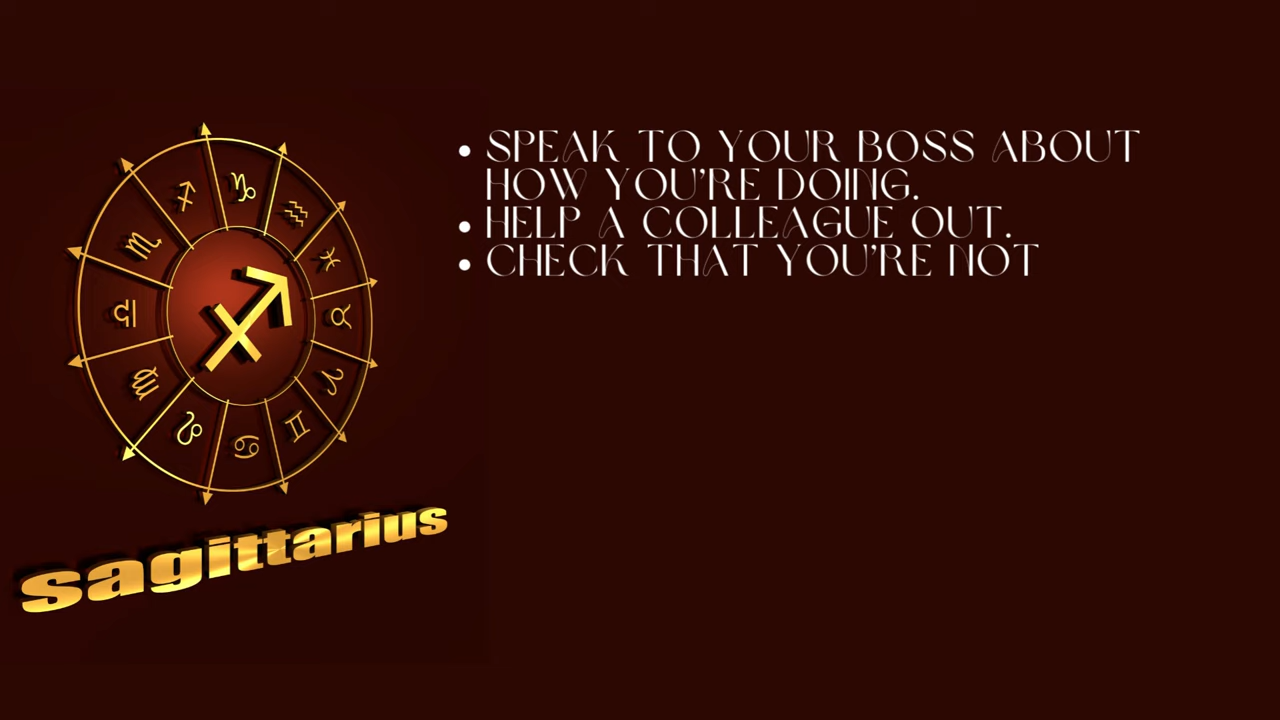 • SPEAK TO YOUR BOSS ABOUT
HOW YOU'RE DOING.
• HELP A COLLEAGUE OUT.
• CHECK THAT YOU'RE NOT
sagittarius